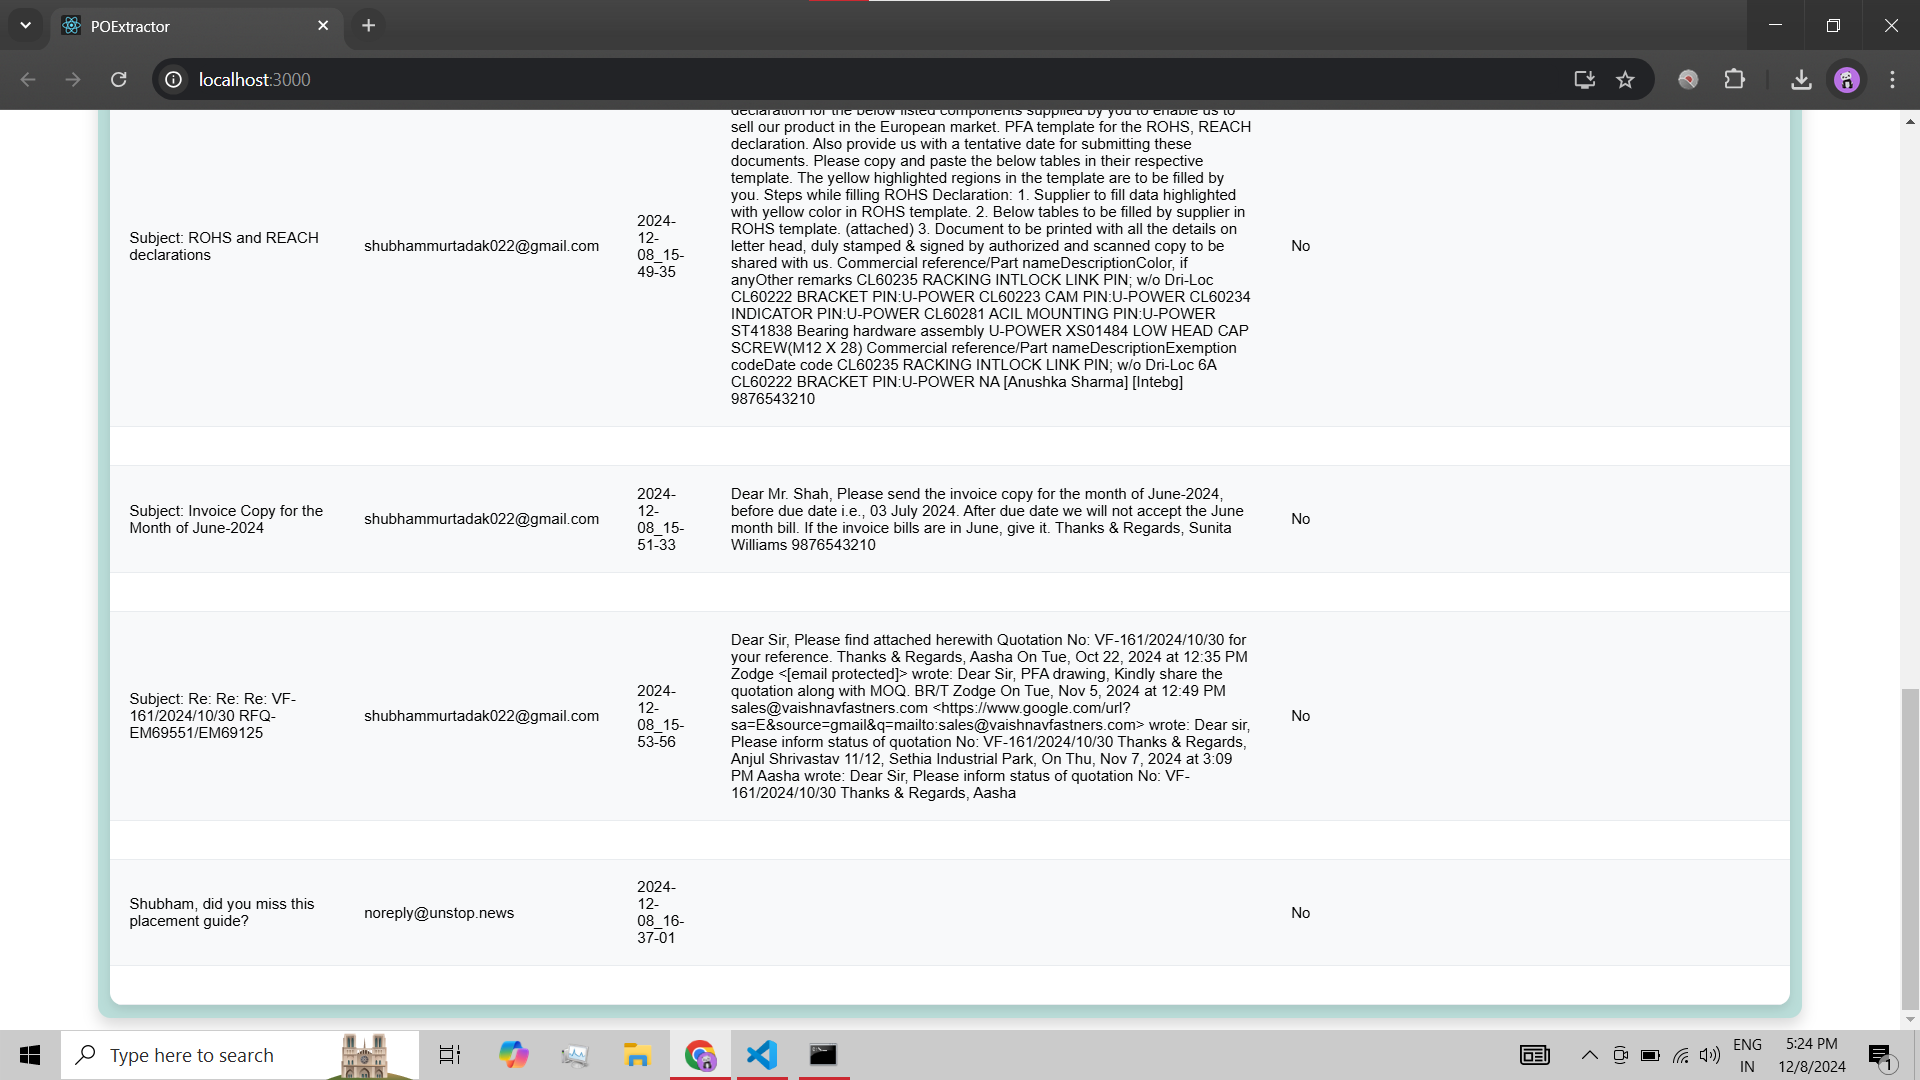 POExtractor
localhost:3000
declaration for the below listed components supplied by you to enable us to
sell our product in the European market. PFA template for the ROHS, REACH
declaration. Also provide us with a tentative date for submitting these
documents. Please copy and paste the below tables in their respective
template. The yellow highlighted regions in the template are to be filled by
you. Steps while filling ROHS Declaration: 1. Supplier to fill data highlighted
with yellow color in ROHS template. 2. Below tables to be filled by supplier in
ROHS template. (attached) 3. Document to be printed with all the details on
letter head, duly stamped & signed by authorized and scanned copy to be
shared with us. Commercial reference/Part nameDescriptionColor, if
anyOther remarks CL60235 RACKING INTLOCK LINK PIN; w/o Dri-Loc
CL60222 BRACKET PIN:U-POWER CL60223 CAM PIN:U-POWER CL60234
INDICATOR PIN:U-POWER CL60281 ACIL MOUNTING PIN:U-POWER
ST41838 Bearing hardware assembly U-POWER XS01484 LOW HEAD CAP
SCREW(M12 X 28) Commercial reference/Part nameDescriptionExemption
codeDate code CL60235 RACKING INTLOCK LINK PIN; w/o Dri-Loc 6A
CL60222 BRACKET PIN:U-POWER NA [Anushka Sharma] [Intebg]
9876543210
Subject: ROHS and REACH
declarations
shubhammurtadak022@gmail.com
2024-
12-
08_15-
49-35
No
Subject: Invoice Copy for the
Month of June-2024
shubhammurtadak022@gmail.com
2024-
12-
08_15-
51-33
Dear Mr. Shah, Please send the invoice copy for the month of June-2024,
before due date i.e., 03 July 2024. After due date we will not accept the June
month bill. If the invoice bills are in June, give it. Thanks & Regards, Sunita
Williams 9876543210
No
Subject: Re: Re: Re: VF-
161/2024/10/30 RFQ-
EM69551/EM69125
shubhammurtadak022@gmail.com
2024-
12-
08_15-
53-56
Dear Sir, Please find attached herewith Quotation No: VF-161/2024/10/30 for
your reference. Thanks & Regards, Aasha On Tue, Oct 22, 2024 at 12:35 PM
Zodge <[email protected]> wrote: Dear Sir, PFA drawing, Kindly share the
quotation along with MOQ. BR/T Zodge On Tue, Nov 5, 2024 at 12:49 PM
sales@vaishnavfastners.com <https://www.google.com/url?
sa=E&source=gmail&q=mailto:sales@vaishnavfastners.com> wrote: Dear sir,
Please inform status of quotation No: VF-161/2024/10/30 Thanks & Regards,
Anjul Shrivastav 11/12, Sethia Industrial Park, On Thu, Nov 7, 2024 at 3:09
PM Aasha wrote: Dear Sir, Please inform status of quotation No: VF-
161/2024/10/30 Thanks & Regards, Aasha
No
Shubham, did you miss this
placement guide?
noreply@unstop.news
2024-
12-
08_16-
37-01
No
Type here to search
ENG
IN
5:24 PM
12/8/2024
1